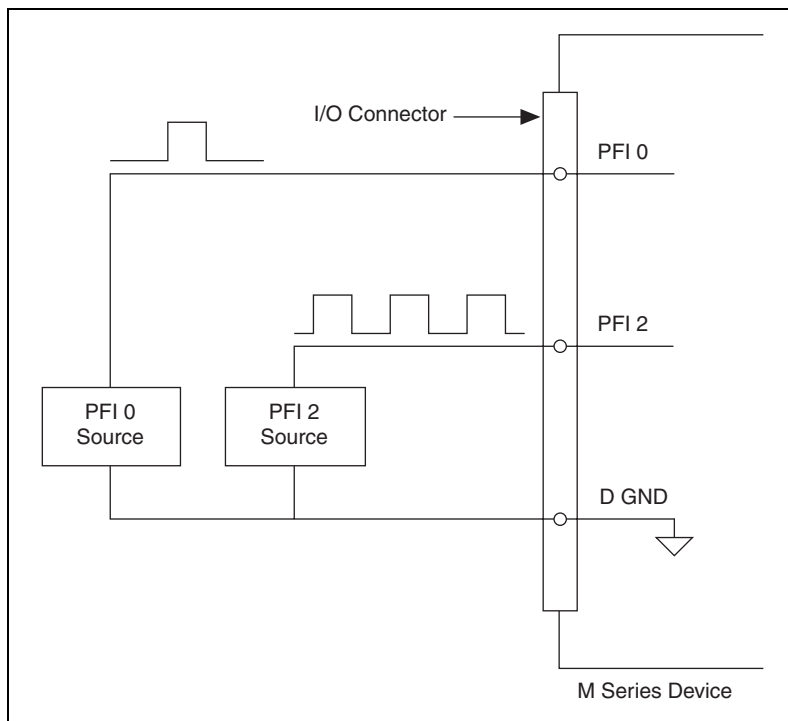 I/O Connector
PFI 0
PFI 2
PFI 0
Source
PFI 2
Source
D GND
M Series Device